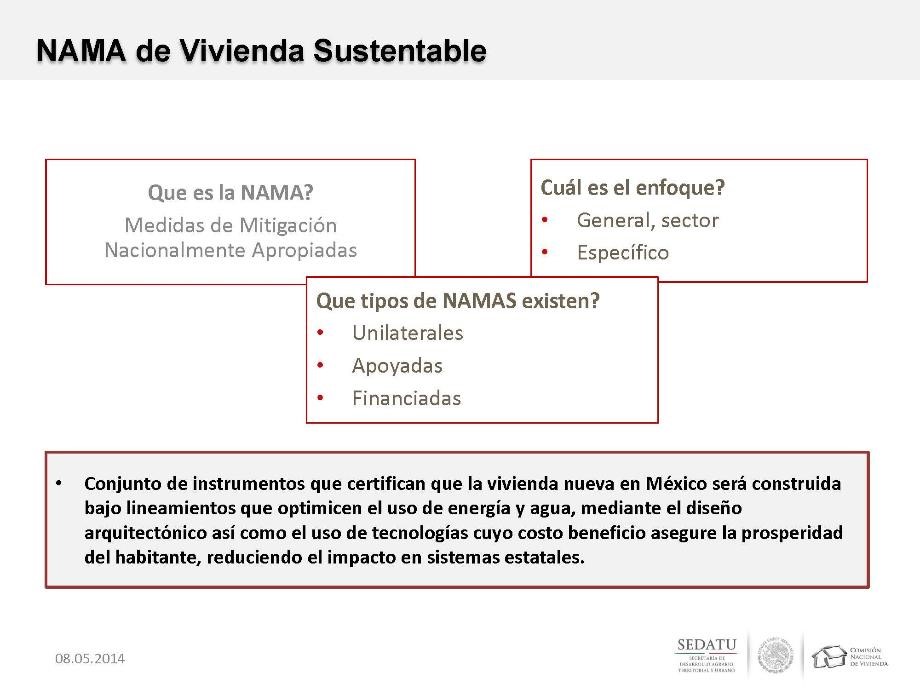 NAMA de Vivienda Sustentable
Que es la NAMA?
Medidas de Mitigación
Nacionalmente Apropiadas
Cuál es el enfoque?
• General, sector
• Específico
Que tipos de NAMAS existen?
• Unilaterales
• Apoyadas
• Financiadas
• Conjunto de instrumentos que certifican que la vivienda nueva en México será construida
bajo lineamientos que optimicen el uso de energía y agua, mediante el diseño
arquitectónico así como el uso de tecnologías cuyo costo beneficio asegure la prosperidad
del habitante, reduciendo el impacto en sistemas estatales.
08.05.2014
SEDATU
SECRETARÍA DE
DESARROLLO AGRARIO
TERRITORIAL Y URBANO
COMISIÓN
NACIONAL
DE VIVIENDA